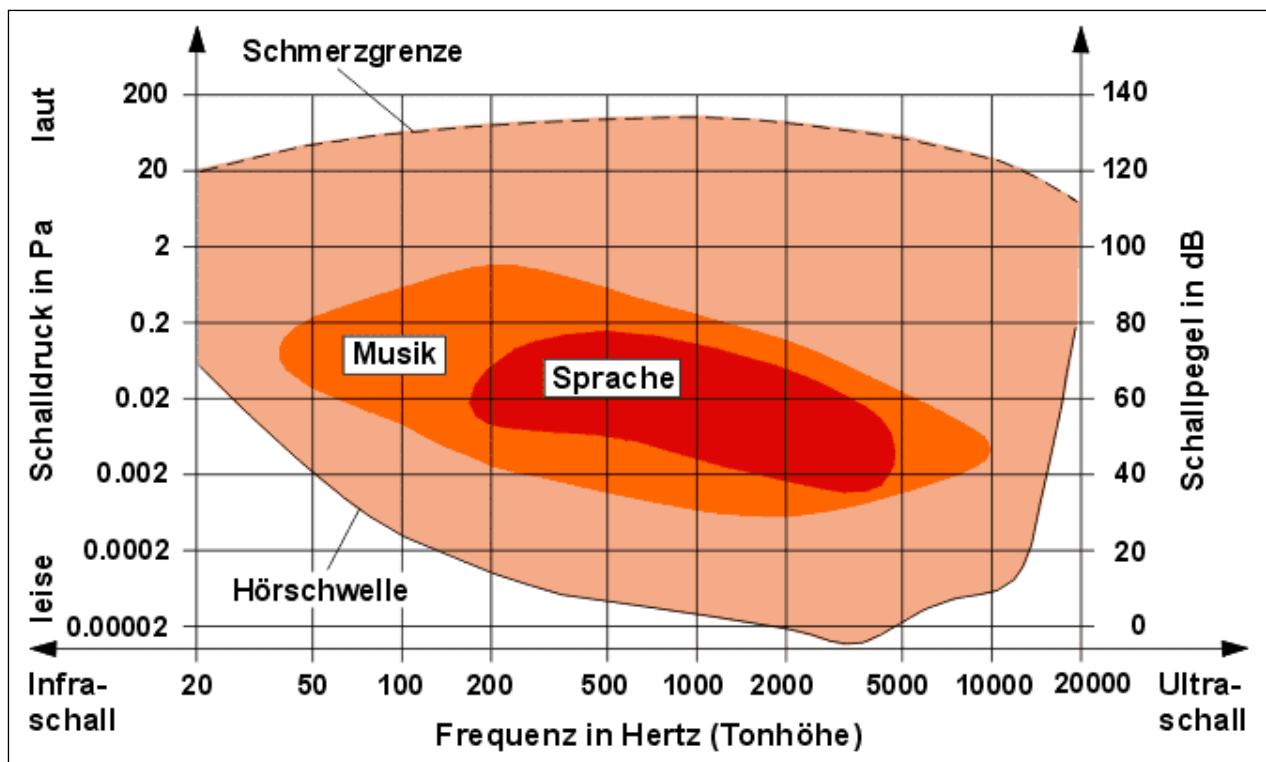 Schmerzgrenze
laut
Schalldruck in Pa
leise
200
20
2
0.2
0.02
0.002
0.0002
0.00002
140
120
100
80
60
40
20
0
Schallpegel in dB
Musik
Sprache
Hörschwelle
20 50 100 200 500 1000 2000 5000 10000 20000
Infra-
schall
Frequenz in Hertz (Tonhöhe)
Ultra-
schall